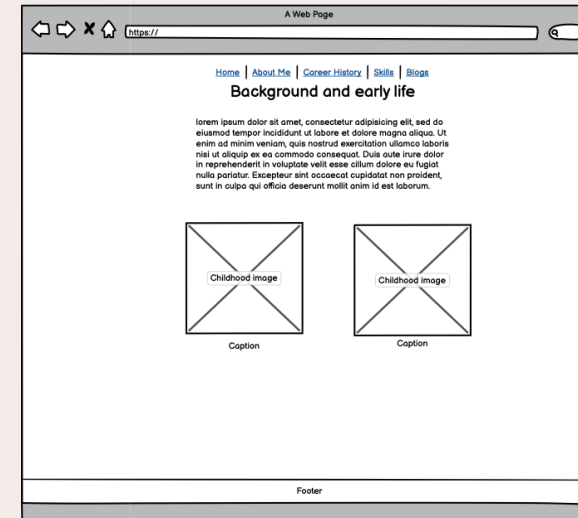 A Web Page
https://
Home | About Me | Career History | Skills | Blogs
Background and early life
lorem ipsum dolor sit amet, consectetur adipisicing elit, sed do
eiusmod tempor incididunt ut labore et dolore magna aliqua. Ut
enim ad minim veniam, quis nostrud exercitation ullamco laboris
nisi ut aliquip ex ea commodo consequat. Duis aute irure dolor
in reprehenderit in voluptate velit esse cillum dolore eu fugiat
nulla pariatur. Excepteur sint occaecat cupidatat non proident,
sunt in culpa qui officia deserunt mollit anim id est laborum.
Childhood image
Childhood image
Caption
Caption
Footer